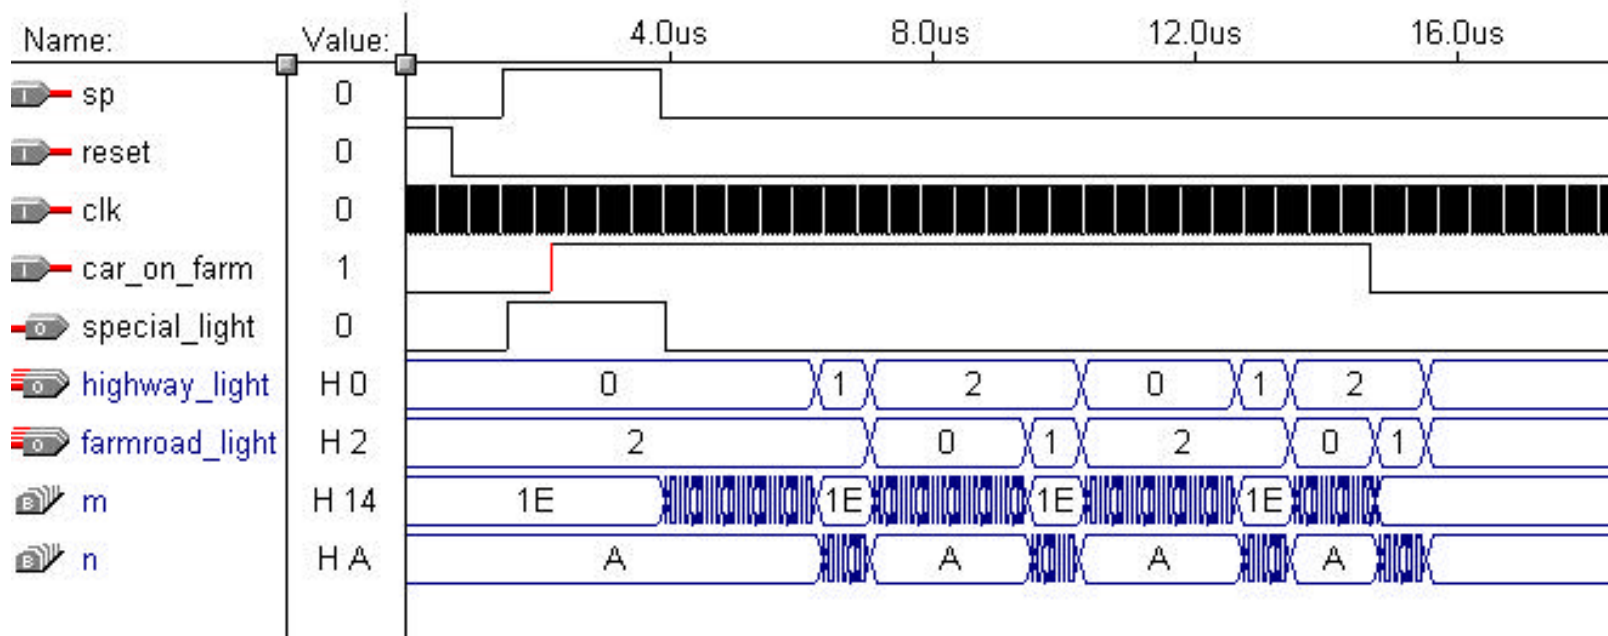 Name: Value: 4.0us 8.0us 12.0us 16.0us
I sp 0
I reset 0
I clk 0
I car_on_farm 1
O special_light 0
O highway_light H 0 0 1 2 0 1 2
O farmroad_light H 2 2 0 1 2 0 1
B m H 14 1E 1E 1E 1E
B n H A A A A A